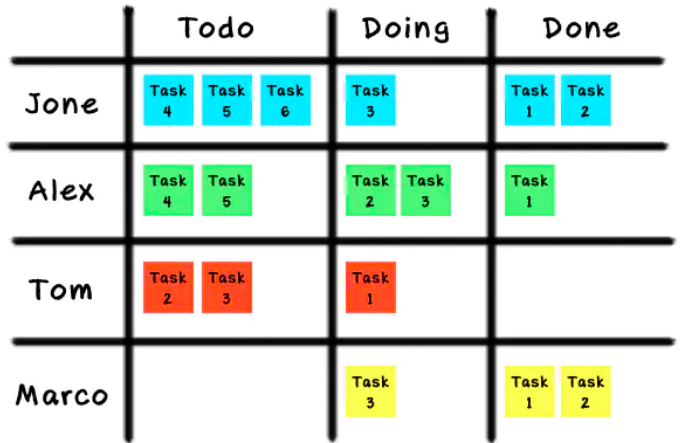 Todo Doing Done
Jone
Task 4
Task 5
Task 6
Task 3
Task 1
Task 2
Alex
Task 4
Task 5
Task 2
Task 3
Task 1
Tom
Task 2
Task 3
Task 1
Marco
Task 3
Task 1
Task 2